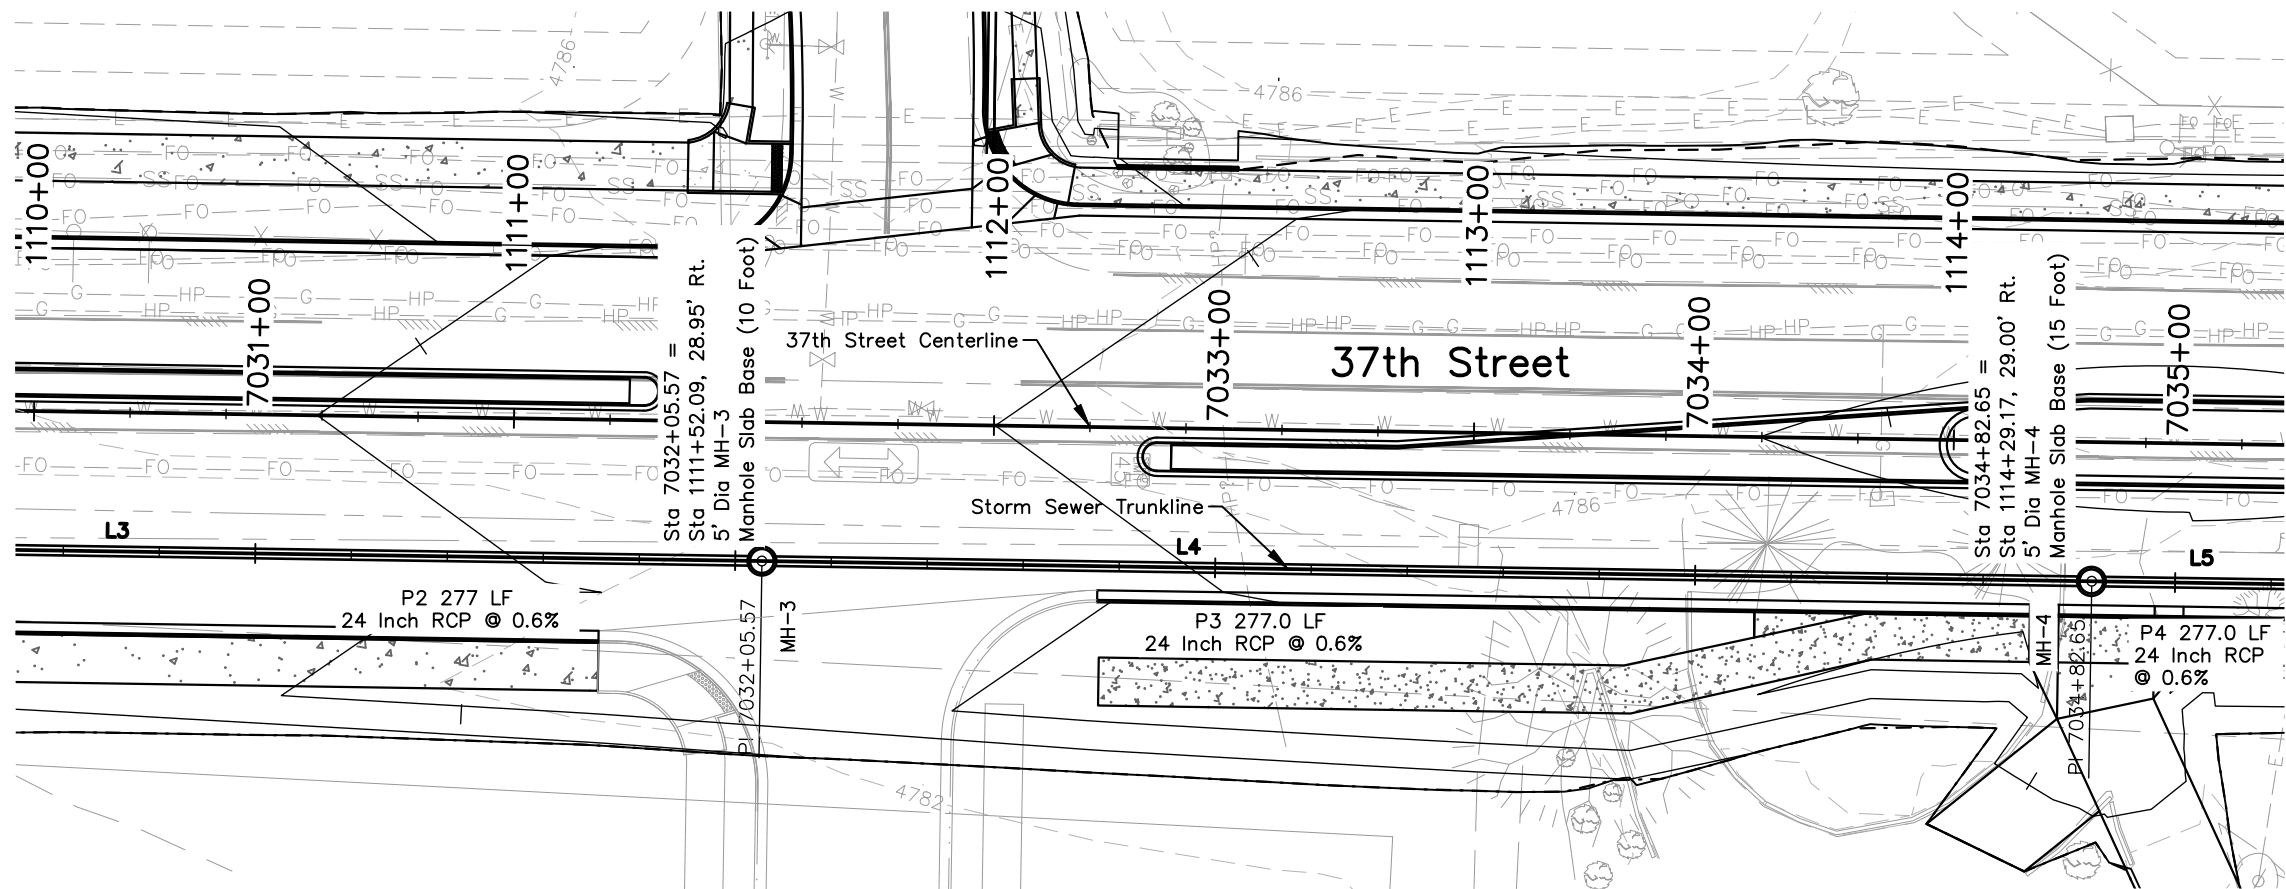 4786
4786
1110+00
1111+00
1112+00
1113+00
1114+00
7031+00
7033+00
7034+00
7035+00
37th Street Centerline
37th Street
Sta 7032+05.57 =
Sta 1111+52.09, 28.95' Rt.
5' Dia MH-3
Manhole Slab Base (10 Foot)
Sta 7034+82.65 =
Sta 1114+29.17, 29.00' Rt.
5' Dia MH-4
Manhole Slab Base (15 Foot)
Storm Sewer Trunkline
4786
L3
L4
L5
P2 277 LF
24 Inch RCP @ 0.6%
PI 7032+05.57
MH-3
P3 277.0 LF
24 Inch RCP @ 0.6%
MH-4
PI 7034+82.65
P4 277.0 LF
24 Inch RCP
@ 0.6%
4782